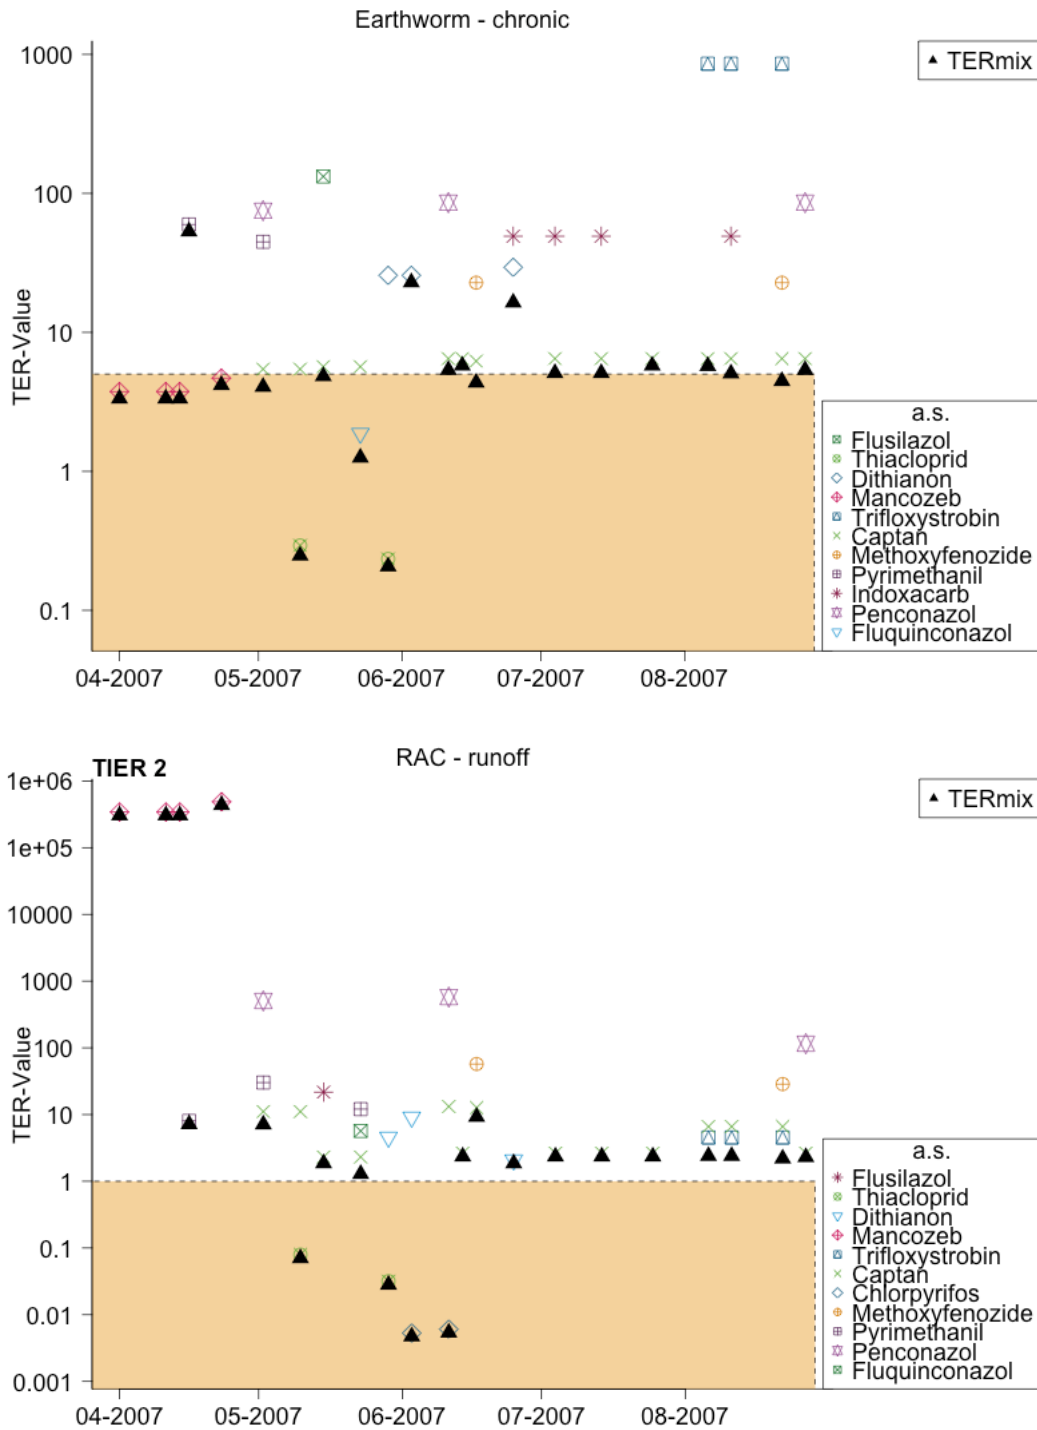 Earthworm - chronic
TERmix
TER-Value
1000
100
10
1
0.1
04-2007 05-2007 06-2007 07-2007 08-2007
a.s.
Flusilazol
Thiacloprid
Dithianon
Mancozeb
Trifloxystrobin
Captan
Methoxyfenozide
Pyrimethanil
Indoxacarb
Penconazol
Fluquinconazol
TIER 2
RAC - runoff
TERmix
TER-Value
1e+06
1e+05
10000
1000
100
10
1
0.1
0.01
0.001
04-2007 05-2007 06-2007 07-2007 08-2007
a.s.
Flusilazol
Thiacloprid
Dithianon
Mancozeb
Trifloxystrobin
Captan
Chlorpyrifos
Methoxyfenozide
Pyrimethanil
Penconazol
Fluquinconazol